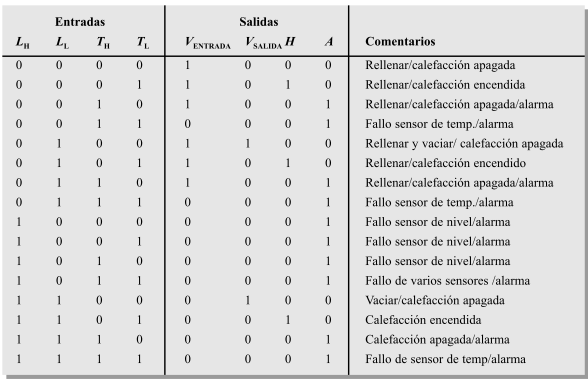 Entradas Salidas
L_H L_L T_H T_L V_ENTRADA V_SALIDA H A Comentarios
0 0 0 0 1 0 0 0 Rellenar/calefacción apagada
0 0 0 1 1 0 1 0 Rellenar/calefacción encendida
0 0 1 0 1 0 0 1 Rellenar/calefacción apagada/alarma
0 0 1 1 0 0 0 1 Fallo sensor de temp./alarma
0 1 0 0 1 1 0 0 Rellenar y vaciar/ calefacción apagada
0 1 0 1 1 0 1 0 Rellenar/calefacción encendido
0 1 1 0 1 0 0 1 Rellenar/calefacción apagada/alarma
0 1 1 1 0 0 0 1 Fallo sensor de temp./alarma
1 0 0 0 0 0 0 1 Fallo sensor de nivel/alarma
1 0 0 1 0 0 0 1 Fallo sensor de nivel/alarma
1 0 1 0 0 0 0 1 Fallo sensor de nivel/alarma
1 0 1 1 0 0 0 1 Fallo de varios sensores /alarma
1 1 0 0 0 1 0 0 Vaciar/calefacción apagada
1 1 0 1 0 0 1 0 Calefacción encendida
1 1 1 0 0 0 0 1 Calefacción apagada/alarma
1 1 1 1 0 0 0 1 Fallo de sensor de temp/alarma